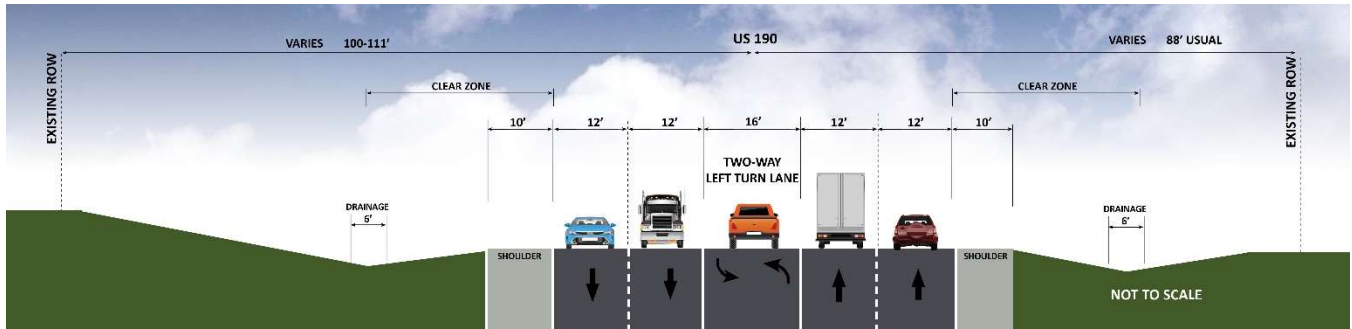 VARIES 100-111'
US 190
VARIES 88' USUAL
EXISTING ROW
CLEAR ZONE
CLEAR ZONE
EXISTING ROW
10'
12'
12'
16'
12'
12'
10'
TWO-WAY
LEFT TURN LANE
DRAINAGE
6'
DRAINAGE
6'
SHOULDER
SHOULDER
NOT TO SCALE